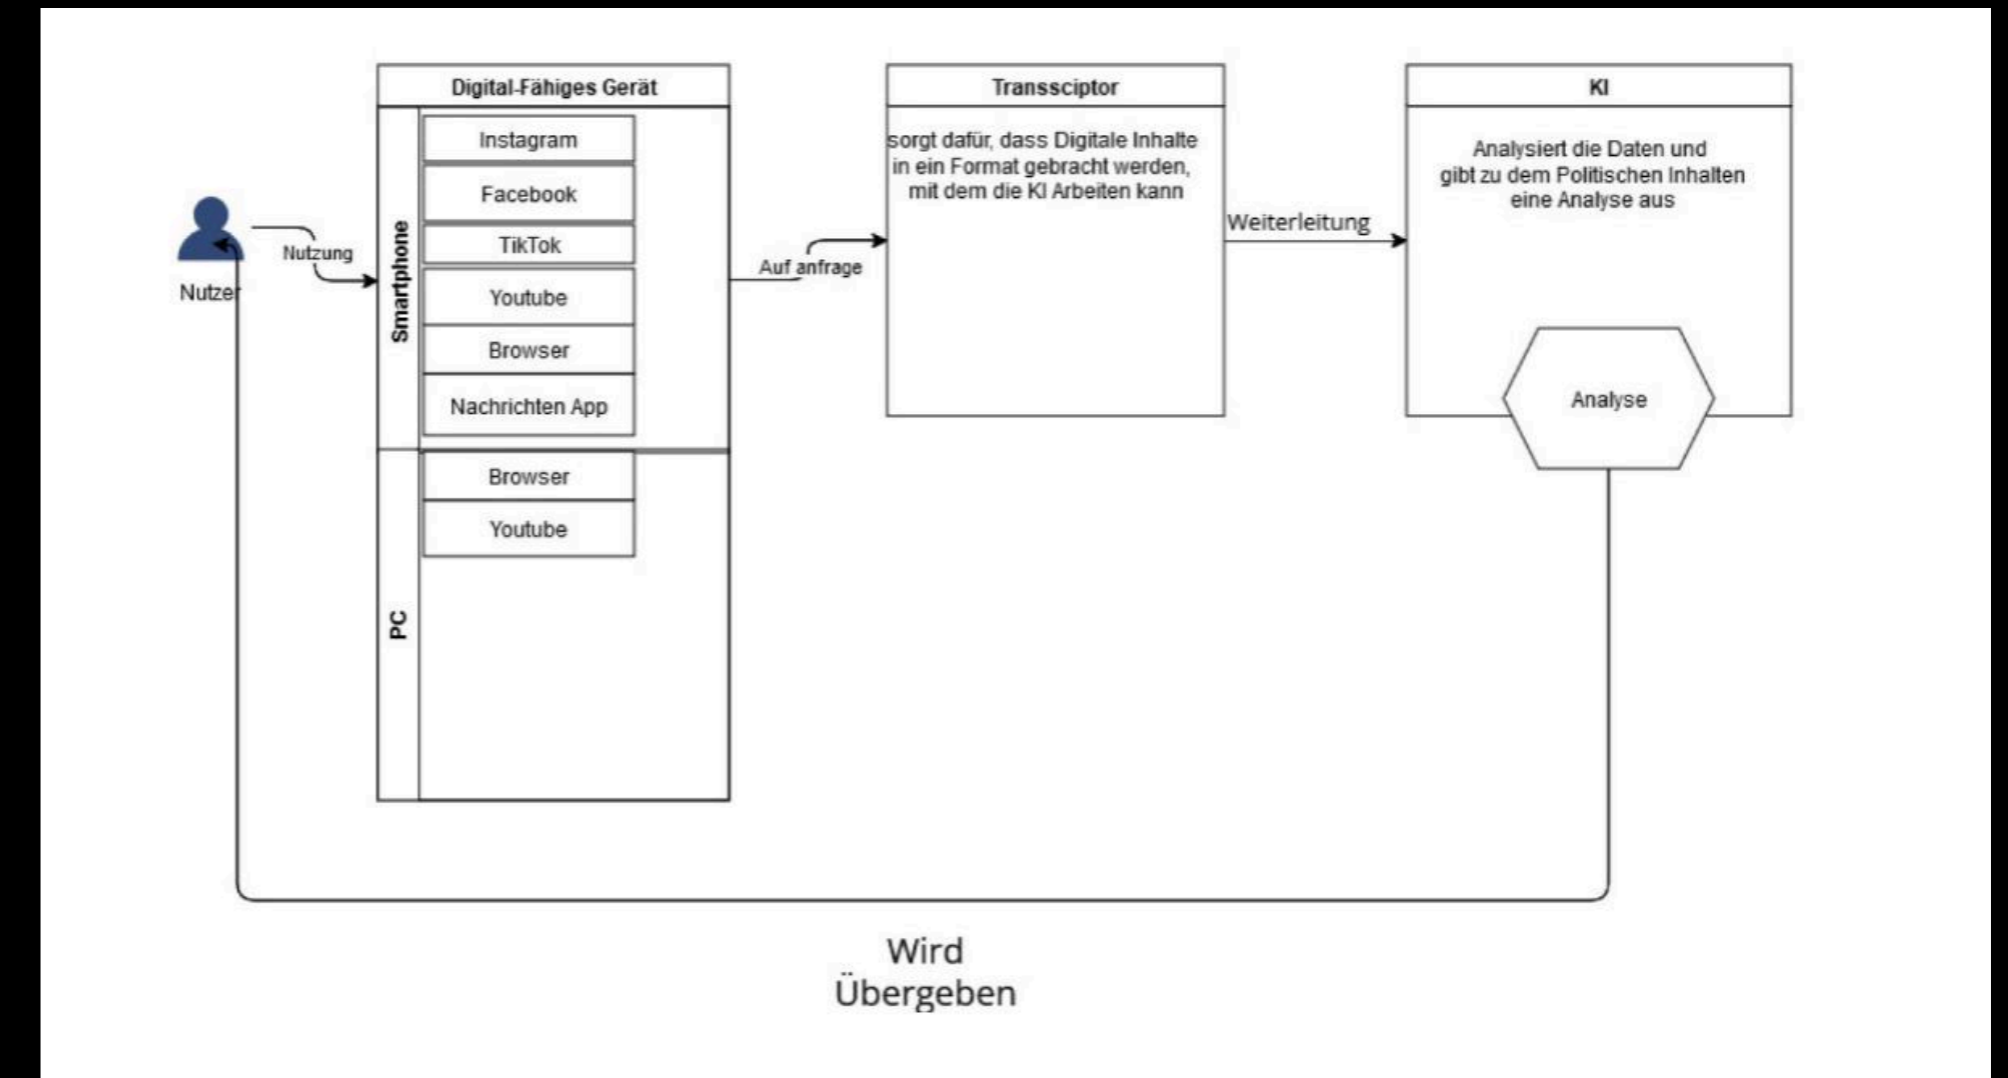 Digital-Fähiges Gerät
Transsciptor
KI
Smartphone
Instagram
Facebook
TikTok
Youtube
Browser
Nachrichten App
PC
Browser
Youtube
Nutzer
Nutzung
Auf anfrage
sorgt dafür, dass Digitale Inhalte
in ein Format gebracht werden,
mit dem die KI Arbeiten kann
Weiterleitung
Analysiert die Daten und
gibt zu dem Politischen Inhalten
eine Analyse aus
Analyse
Wird
Übergeben